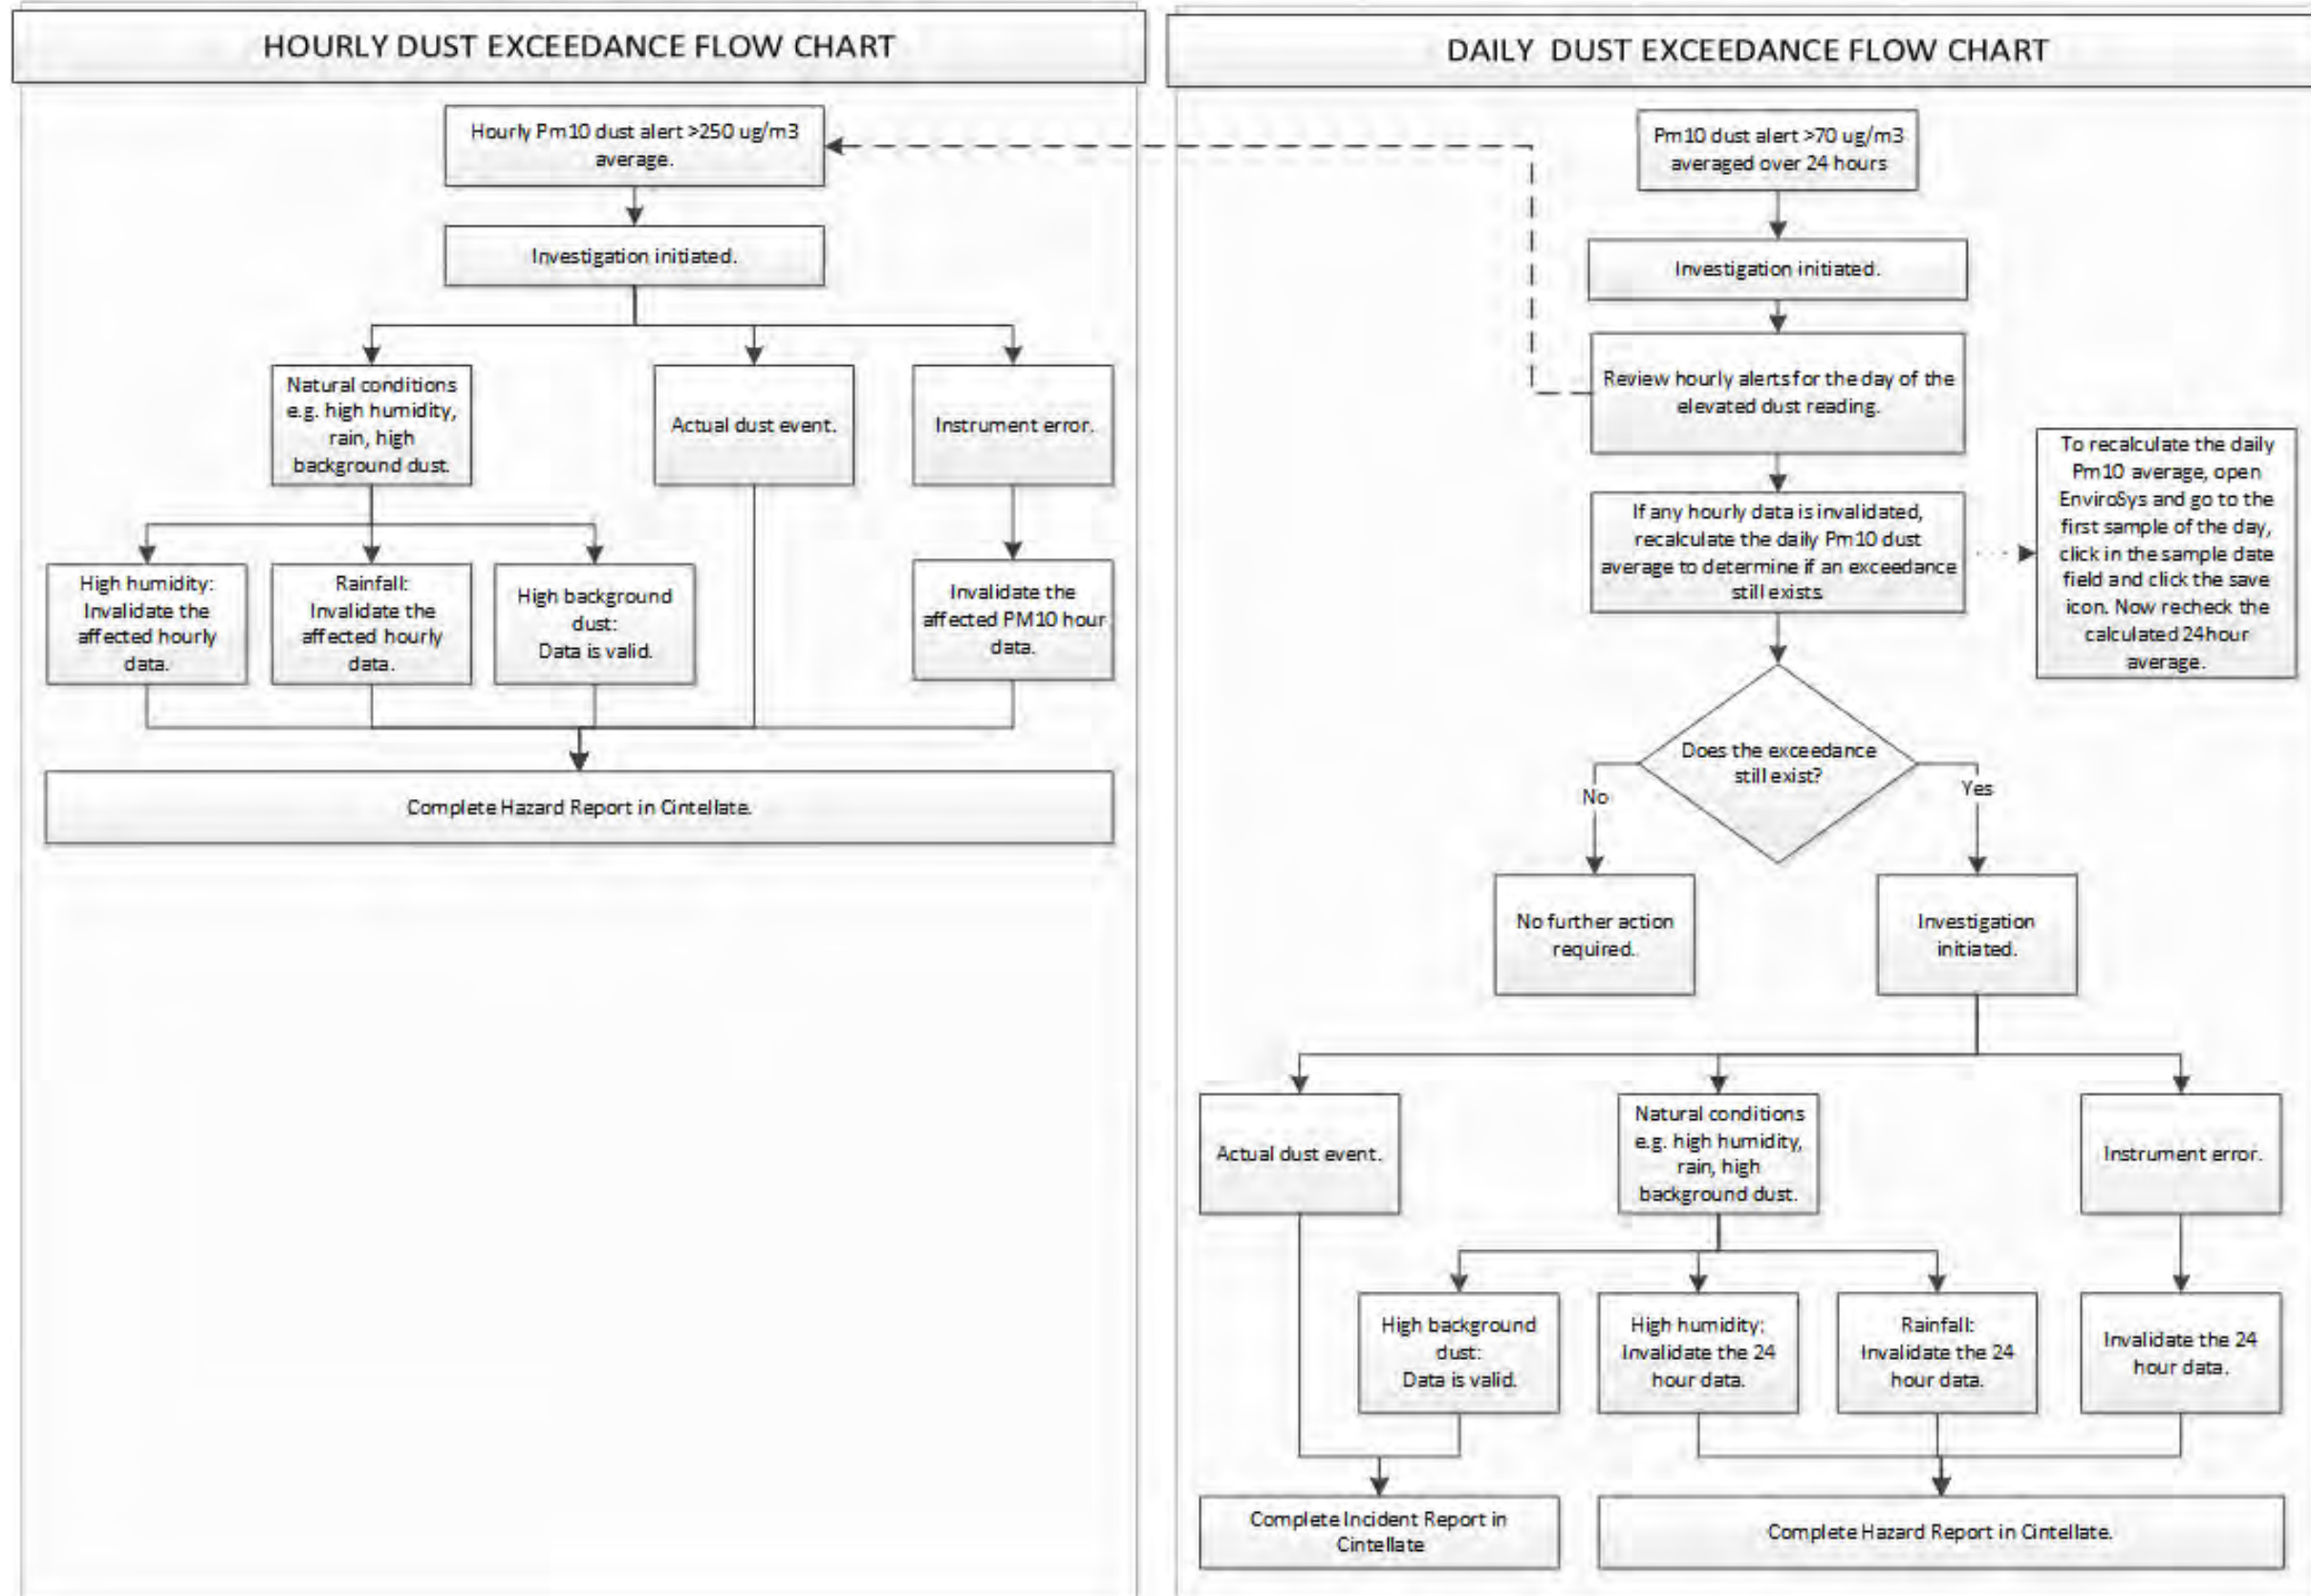 HOURLY DUST EXCEEDANCE FLOW CHART
Hourly Pm10 dust alert >250 ug/m3
average.
Investigation initiated.
Natural conditions
e.g. high humidity,
rain, high
background dust.
Actual dust event.
Instrument error.
High humidity:
Invalidate the
affected hourly
data.
Rainfall:
Invalidate the
affected hourly
data.
High background
dust:
Data is valid.
Invalidate the
affected PM10 hour
data.
Complete Hazard Report in Cintellate.
DAILY DUST EXCEEDANCE FLOW CHART
Pm10 dust alert >70 ug/m3
averaged over 24 hours
Investigation initiated.
Review hourly alerts for the day of the
elevated dust reading.
If any hourly data is invalidated,
recalculate the daily Pm10 dust
average to determine if an exceedance
still exists.
To recalculate the daily
Pm10 average, open
EnviroSys and go to the
first sample of the day,
click in the sample date
field and click the save
icon. Now recheck the
calculated 24hour
average.
Does the exceedance
still exist?
No
Yes
No further action
required.
Investigation
initiated.
Actual dust event.
Natural conditions
e.g. high humidity,
rain, high
background dust.
Instrument error.
High background
dust:
Data is valid.
High humidity:
Invalidate the 24
hour data.
Rainfall:
Invalidate the 24
hour data.
Invalidate the 24
hour data.
Complete Incident Report in
Cintellate
Complete Hazard Report in Cintellate.